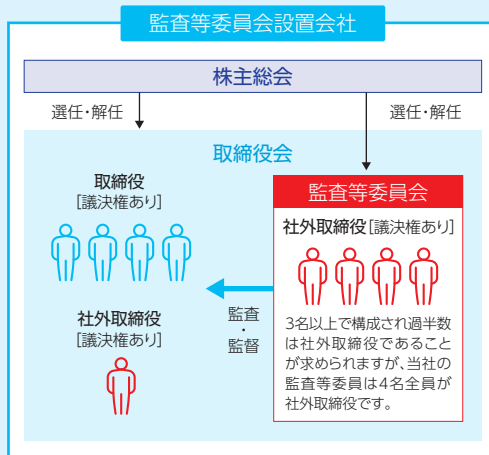 監査等委員会設置会社
株主総会
選任・解任
選任・解任
取締役会
取締役
[議決権あり]
社外取締役
[議決権あり]
監査
・
監督
監査等委員会
社外取締役[議決権あり]
3名以上で構成され過半数
は社外取締役であること
が求められますが、当社の
監査等委員は4名全員が
社外取締役です。